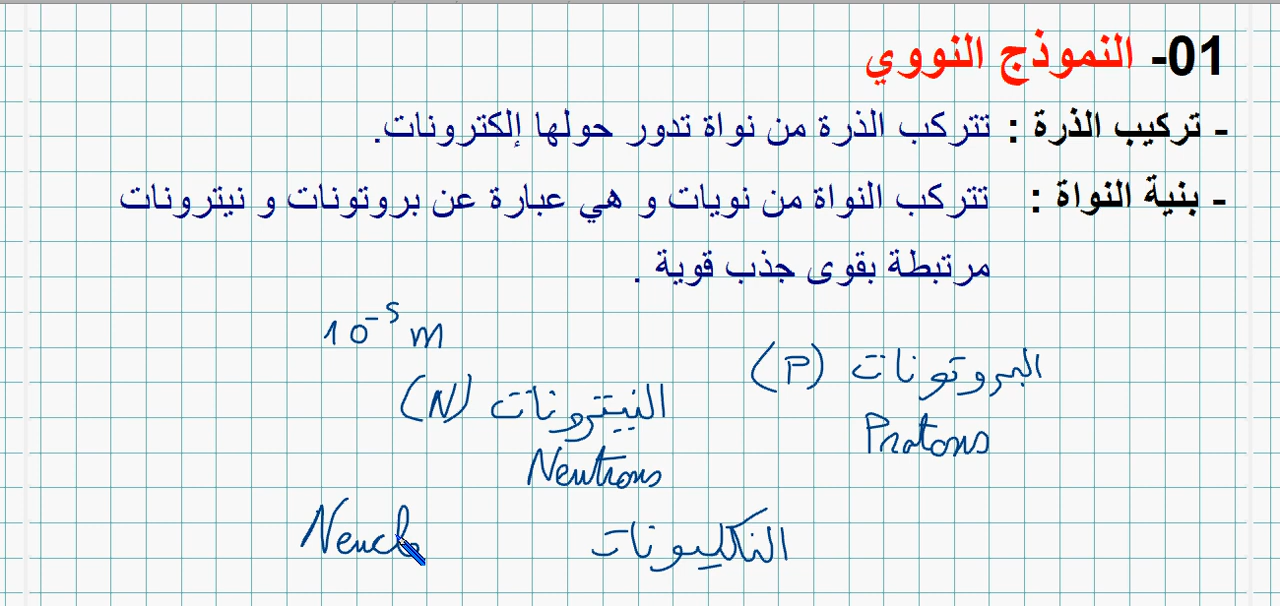 01- النموذج النووي
- تركيب الذرة : تتركب الذرة من نواة تدور حولها إلكترونات.
- بنية النواة : تتركب النواة من نويات و هي عبارة عن بروتونات و نيترونات
مرتبطة بقوى جذب قوية .
10⁻⁵ m
البروتونات (P)
Protons
النيترونات (N)
Neutrons
النكليونات Neuclo